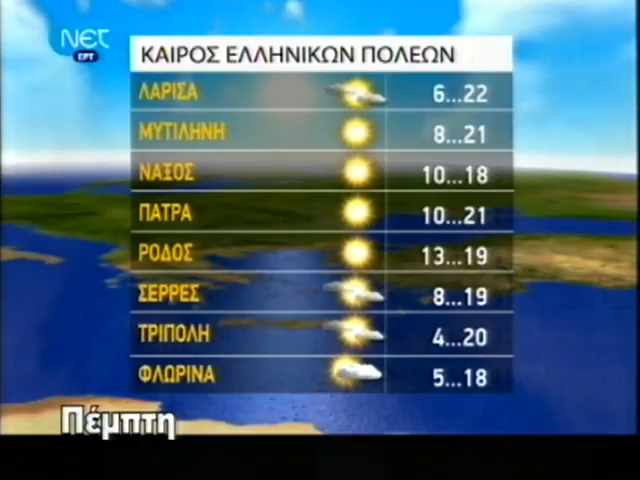 NET
ΕΡΤ
ΚΑΙΡΟΣ ΕΛΛΗΝΙΚΩΝ ΠΟΛΕΩΝ
ΛΑΡΙΣΑ 6...22
ΜΥΤΙΛΗΝΗ 8...21
ΝΑΞΟΣ 10...18
ΠΑΤΡΑ 10...21
ΡΟΔΟΣ 13...19
ΣΕΡΡΕΣ 8...19
ΤΡΙΠΟΛΗ 4...20
ΦΛΩΡΙΝΑ 5...18
Πέμπτη